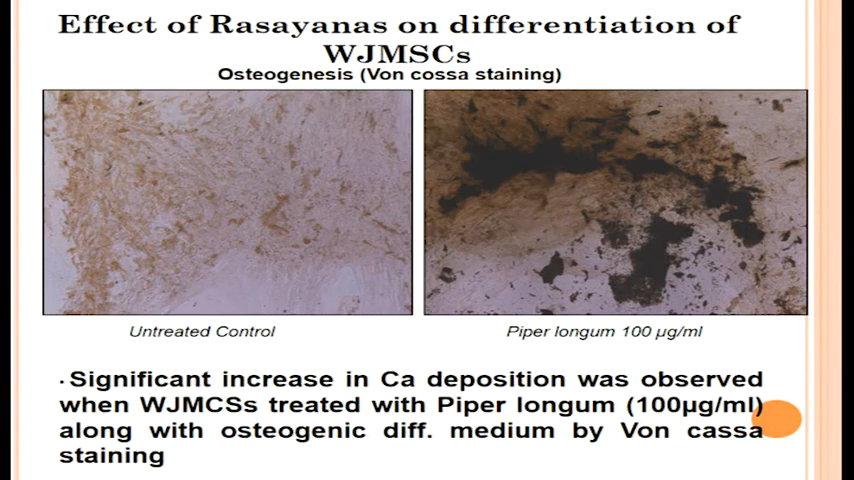 Effect of Rasayanas on differentiation of
WJMSCs
Osteogenesis (Von cossa staining)
Untreated Control
Piper longum 100 µg/ml
·Significant increase in Ca deposition was observed
when WJMCSs treated with Piper longum (100µg/ml)
along with osteogenic diff. medium by Von cassa
staining